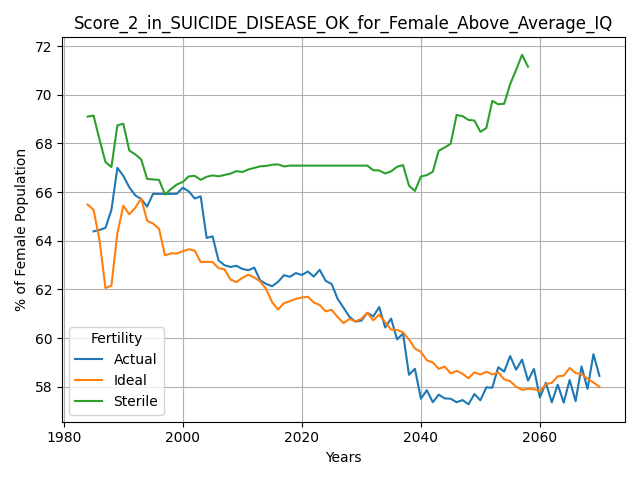 Score_2_in_SUICIDE_DISEASE_OK_for_Female_Above_Average_IQ
% of Female Population
72
70
68
66
64
62
60
58
Fertility
Actual
Ideal
Sterile
1980
2000
2020
2040
2060
Years